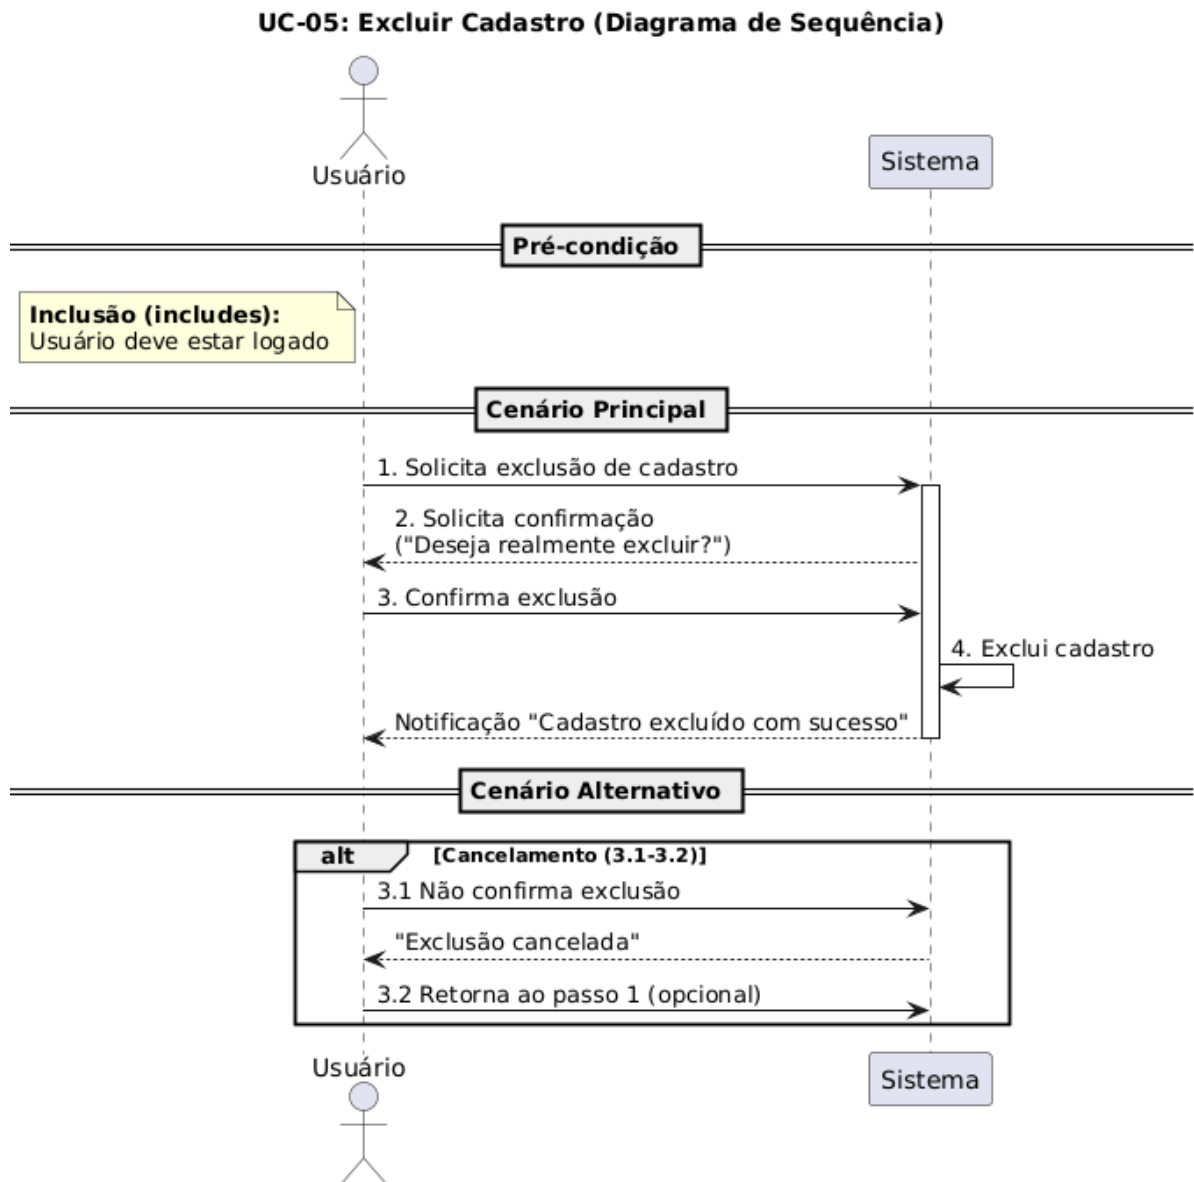 UC-05: Excluir Cadastro (Diagrama de Sequência)
Usuário
Sistema
Pré-condição
Inclusão (includes):
Usuário deve estar logado
Cenário Principal
1. Solicita exclusão de cadastro
2. Solicita confirmação
("Deseja realmente excluir?")
3. Confirma exclusão
4. Exclui cadastro
Notificação "Cadastro excluído com sucesso"
Cenário Alternativo
alt [Cancelamento (3.1-3.2)]
3.1 Não confirma exclusão
"Exclusão cancelada"
3.2 Retorna ao passo 1 (opcional)
Usuário
Sistema